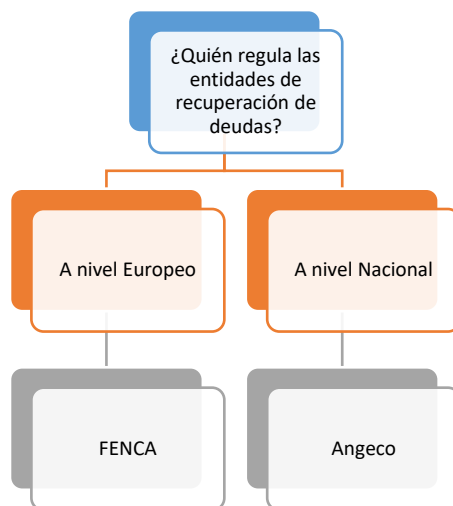 ¿Quién regula las
entidades de
recuperación de
deudas?
A nivel Europeo
A nivel Nacional
FENCA
Angeco